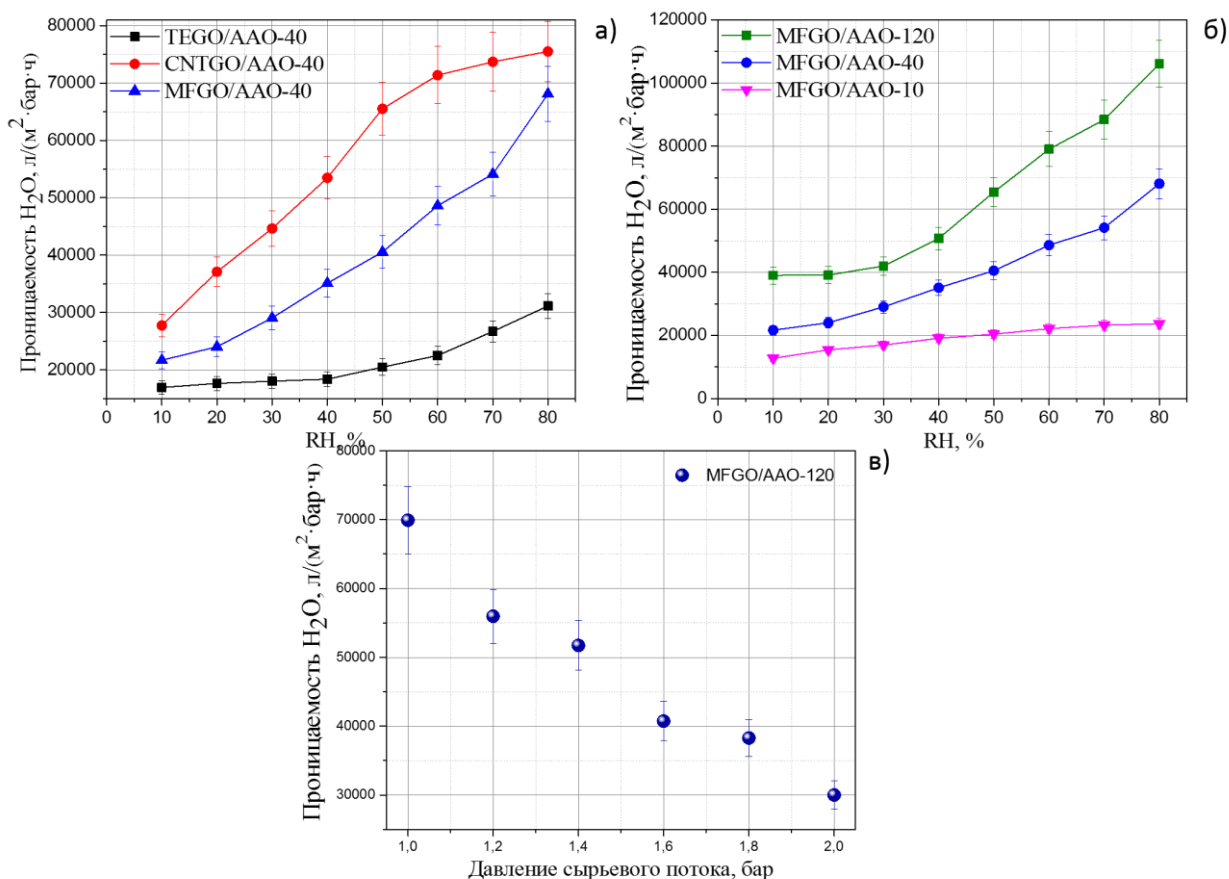 а)
TEGO/AAO-40
CNTGO/AAO-40
MFGO/AAO-40
Проницаемость H₂O, л/(м²·бар·ч)
80000
70000
60000
50000
40000
30000
20000
0 10 20 30 40 50 60 70 80
RH, %
б)
MFGO/AAO-120
MFGO/AAO-40
MFGO/AAO-10
Проницаемость H₂O, л/(м²·бар·ч)
120000
100000
80000
60000
40000
20000
0
0 10 20 30 40 50 60 70 80
RH, %
в)
MFGO/AAO-120
Проницаемость H₂O, л/(м²·бар·ч)
80000
70000
60000
50000
40000
30000
1,0 1,2 1,4 1,6 1,8 2,0
Давление сырьевого потока, бар